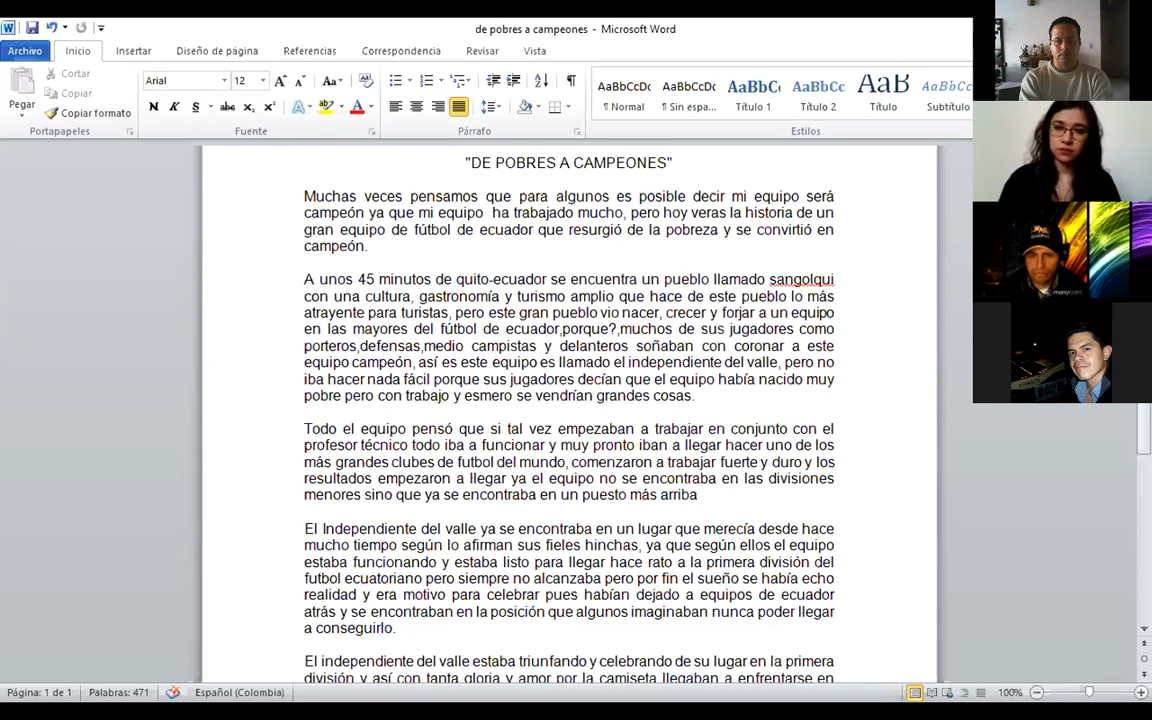 de pobres a campeones - Microsoft Word
Archivo Inicio Insertar Diseño de página Referencias Correspondencia Revisar Vista
Pegar
Cortar
Copiar
Copiar formato
Portapapeles
Arial 12
Fuente
Párrafo
AaBbCcDc AaBbCcDc AaBbC AaBbCc AaB AaBbCc
¶ Normal ¶ Sin espa... Título 1 Título 2 Título Subtítulo
Estilos
"DE POBRES A CAMPEONES"
Muchas veces pensamos que para algunos es posible decir mi equipo será
campeón ya que mi equipo ha trabajado mucho, pero hoy veras la historia de un
gran equipo de fútbol de ecuador que resurgió de la pobreza y se convirtió en
campeón.
A unos 45 minutos de quito-ecuador se encuentra un pueblo llamado sangolqui
con una cultura, gastronomía y turismo amplio que hace de este pueblo lo más
atrayente para turistas, pero este gran pueblo vio nacer, crecer y forjar a un equipo
en las mayores del fútbol de ecuador,porque?,muchos de sus jugadores como
porteros,defensas,medio campistas y delanteros soñaban con coronar a este
equipo campeón, así es este equipo es llamado el independiente del valle, pero no
iba hacer nada fácil porque sus jugadores decían que el equipo había nacido muy
pobre pero con trabajo y esmero se vendrían grandes cosas.
Todo el equipo pensó que si tal vez empezaban a trabajar en conjunto con el
profesor técnico todo iba a funcionar y muy pronto iban a llegar hacer uno de los
más grandes clubes de futbol del mundo, comenzaron a trabajar fuerte y duro y los
resultados empezaron a llegar ya el equipo no se encontraba en las divisiones
menores sino que ya se encontraba en un puesto más arriba
El Independiente del valle ya se encontraba en un lugar que merecía desde hace
mucho tiempo según lo afirman sus fieles hinchas, ya que según ellos el equipo
estaba funcionando y estaba listo para llegar hace rato a la primera división del
futbol ecuatoriano pero siempre no alcanzaba pero por fin el sueño se había echo
realidad y era motivo para celebrar pues habían dejado a equipos de ecuador
atrás y se encontraban en la posición que algunos imaginaban nunca poder llegar
a conseguirlo.
El independiente del valle estaba triunfando y celebrando de su lugar en la primera
división y así con tanta gloria y amor por la camiseta llegaban a enfrentarse en
Página: 1 de 1 Palabras: 471 Español (Colombia) 100%
manycam